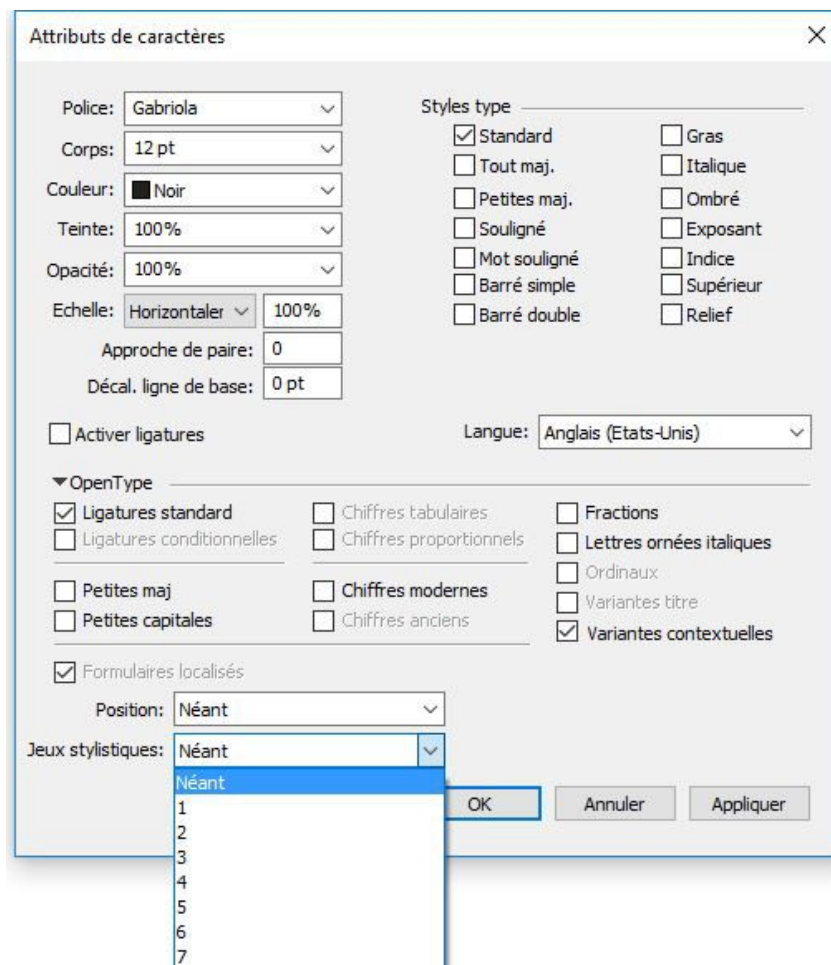 Attributs de caractères
Police: Gabriola
Corps: 12 pt
Couleur: Noir
Teinte: 100%
Opacité: 100%
Echelle: Horizontaler 100%
Approche de paire: 0
Décal. ligne de base: 0 pt
Styles type
Standard Gras
Tout maj. Italique
Petites maj. Ombré
Souligné Exposant
Mot souligné Indice
Barré simple Supérieur
Barré double Relief
Activer ligatures
Langue: Anglais (Etats-Unis)
OpenType
Ligatures standard
Ligatures conditionnelles
Petites maj
Petites capitales
Chiffres tabulaires
Chiffres proportionnels
Chiffres modernes
Chiffres anciens
Fractions
Lettres ornées italiques
Ordinaux
Variantes titre
Variantes contextuelles
Formulaires localisés
Position: Néant
Jeux stylistiques: Néant
Néant
1
2
3
4
5
6
7
OK Annuler Appliquer